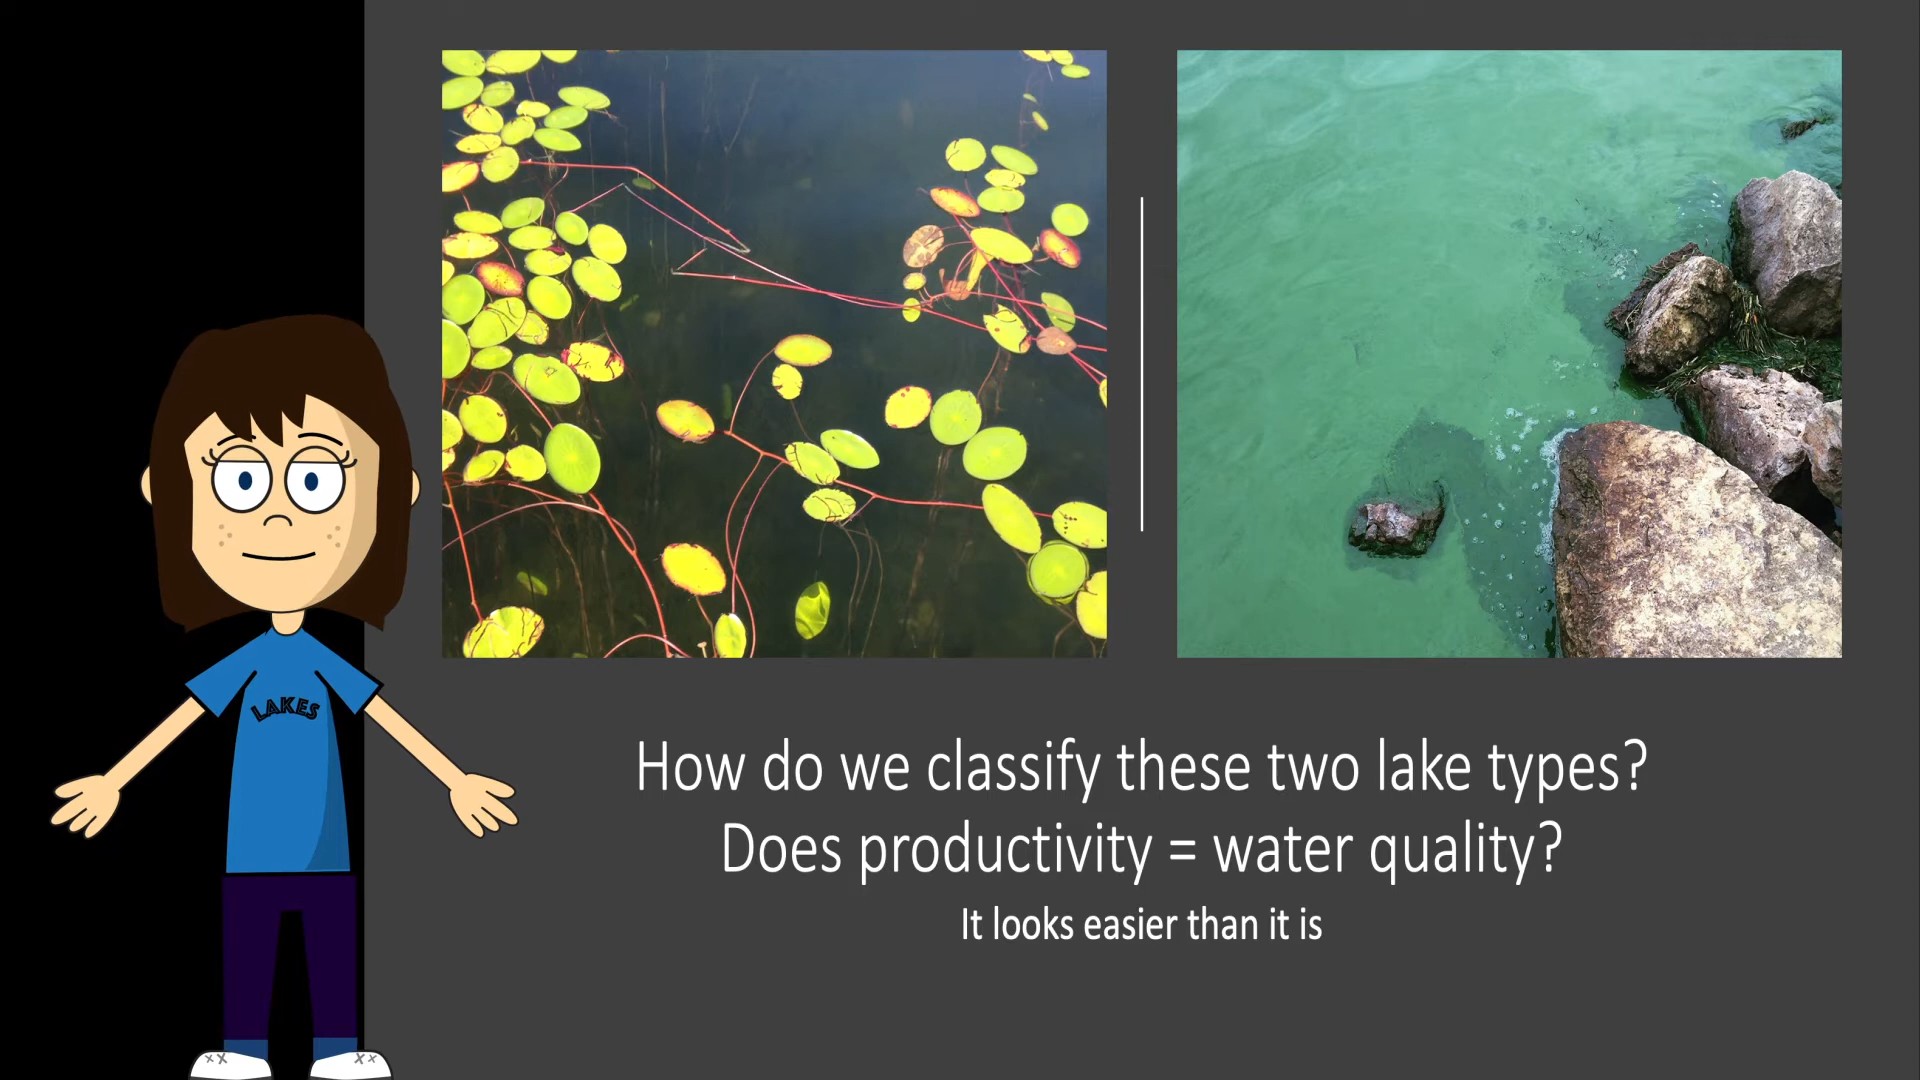 LAKES
How do we classify these two lake types?
Does productivity = water quality?
It looks easier than it is